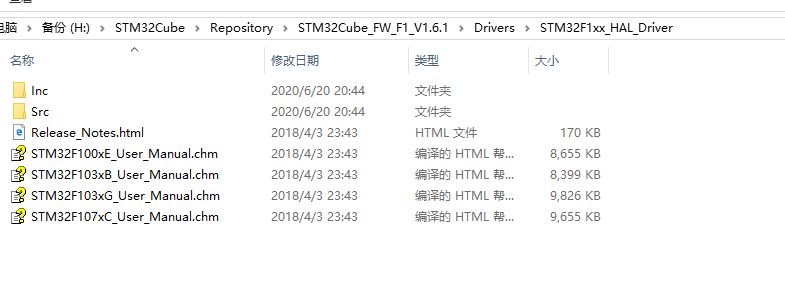 电脑 > 备份 (H:) > STM32Cube > Repository > STM32Cube_FW_F1_V1.6.1 > Drivers > STM32F1xx_HAL_Driver
名称 修改日期 类型 大小
Inc 2020/6/20 20:44 文件夹
Src 2020/6/20 20:44 文件夹
Release_Notes.html 2018/4/3 23:43 HTML 文件 170 KB
STM32F100xE_User_Manual.chm 2018/4/3 23:43 编译的 HTML 帮... 8,655 KB
STM32F103xB_User_Manual.chm 2018/4/3 23:43 编译的 HTML 帮... 8,399 KB
STM32F103xG_User_Manual.chm 2018/4/3 23:43 编译的 HTML 帮... 9,826 KB
STM32F107xC_User_Manual.chm 2018/4/3 23:43 编译的 HTML 帮... 9,655 KB